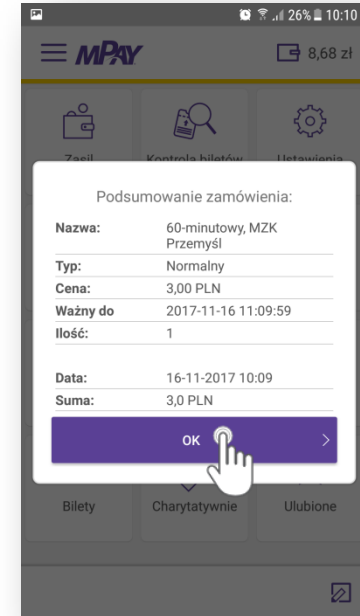 26% 10:10
mPAY 8,68 zł
Zasil Kontrola biletów Ustawienia
Podsumowanie zamówienia:
Nazwa: 60-minutowy, MZK
Przemyśl
Typ: Normalny
Cena: 3,00 PLN
Ważny do 2017-11-16 11:09:59
Ilość: 1
Data: 16-11-2017 10:09
Suma: 3,0 PLN
OK
Bilety Charytatywnie Ulubione